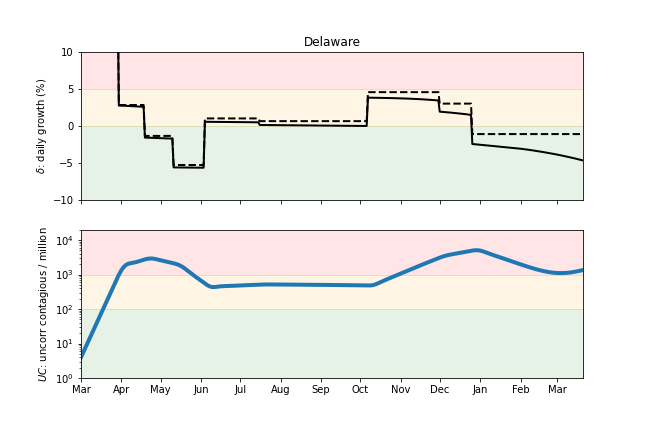 Delaware
δ: daily growth (%)
10
5
0
−5
−10
UC: uncorr contagious / million
10⁴
10³
10²
10¹
10⁰
Mar Apr May Jun Jul Aug Sep Oct Nov Dec Jan Feb Mar